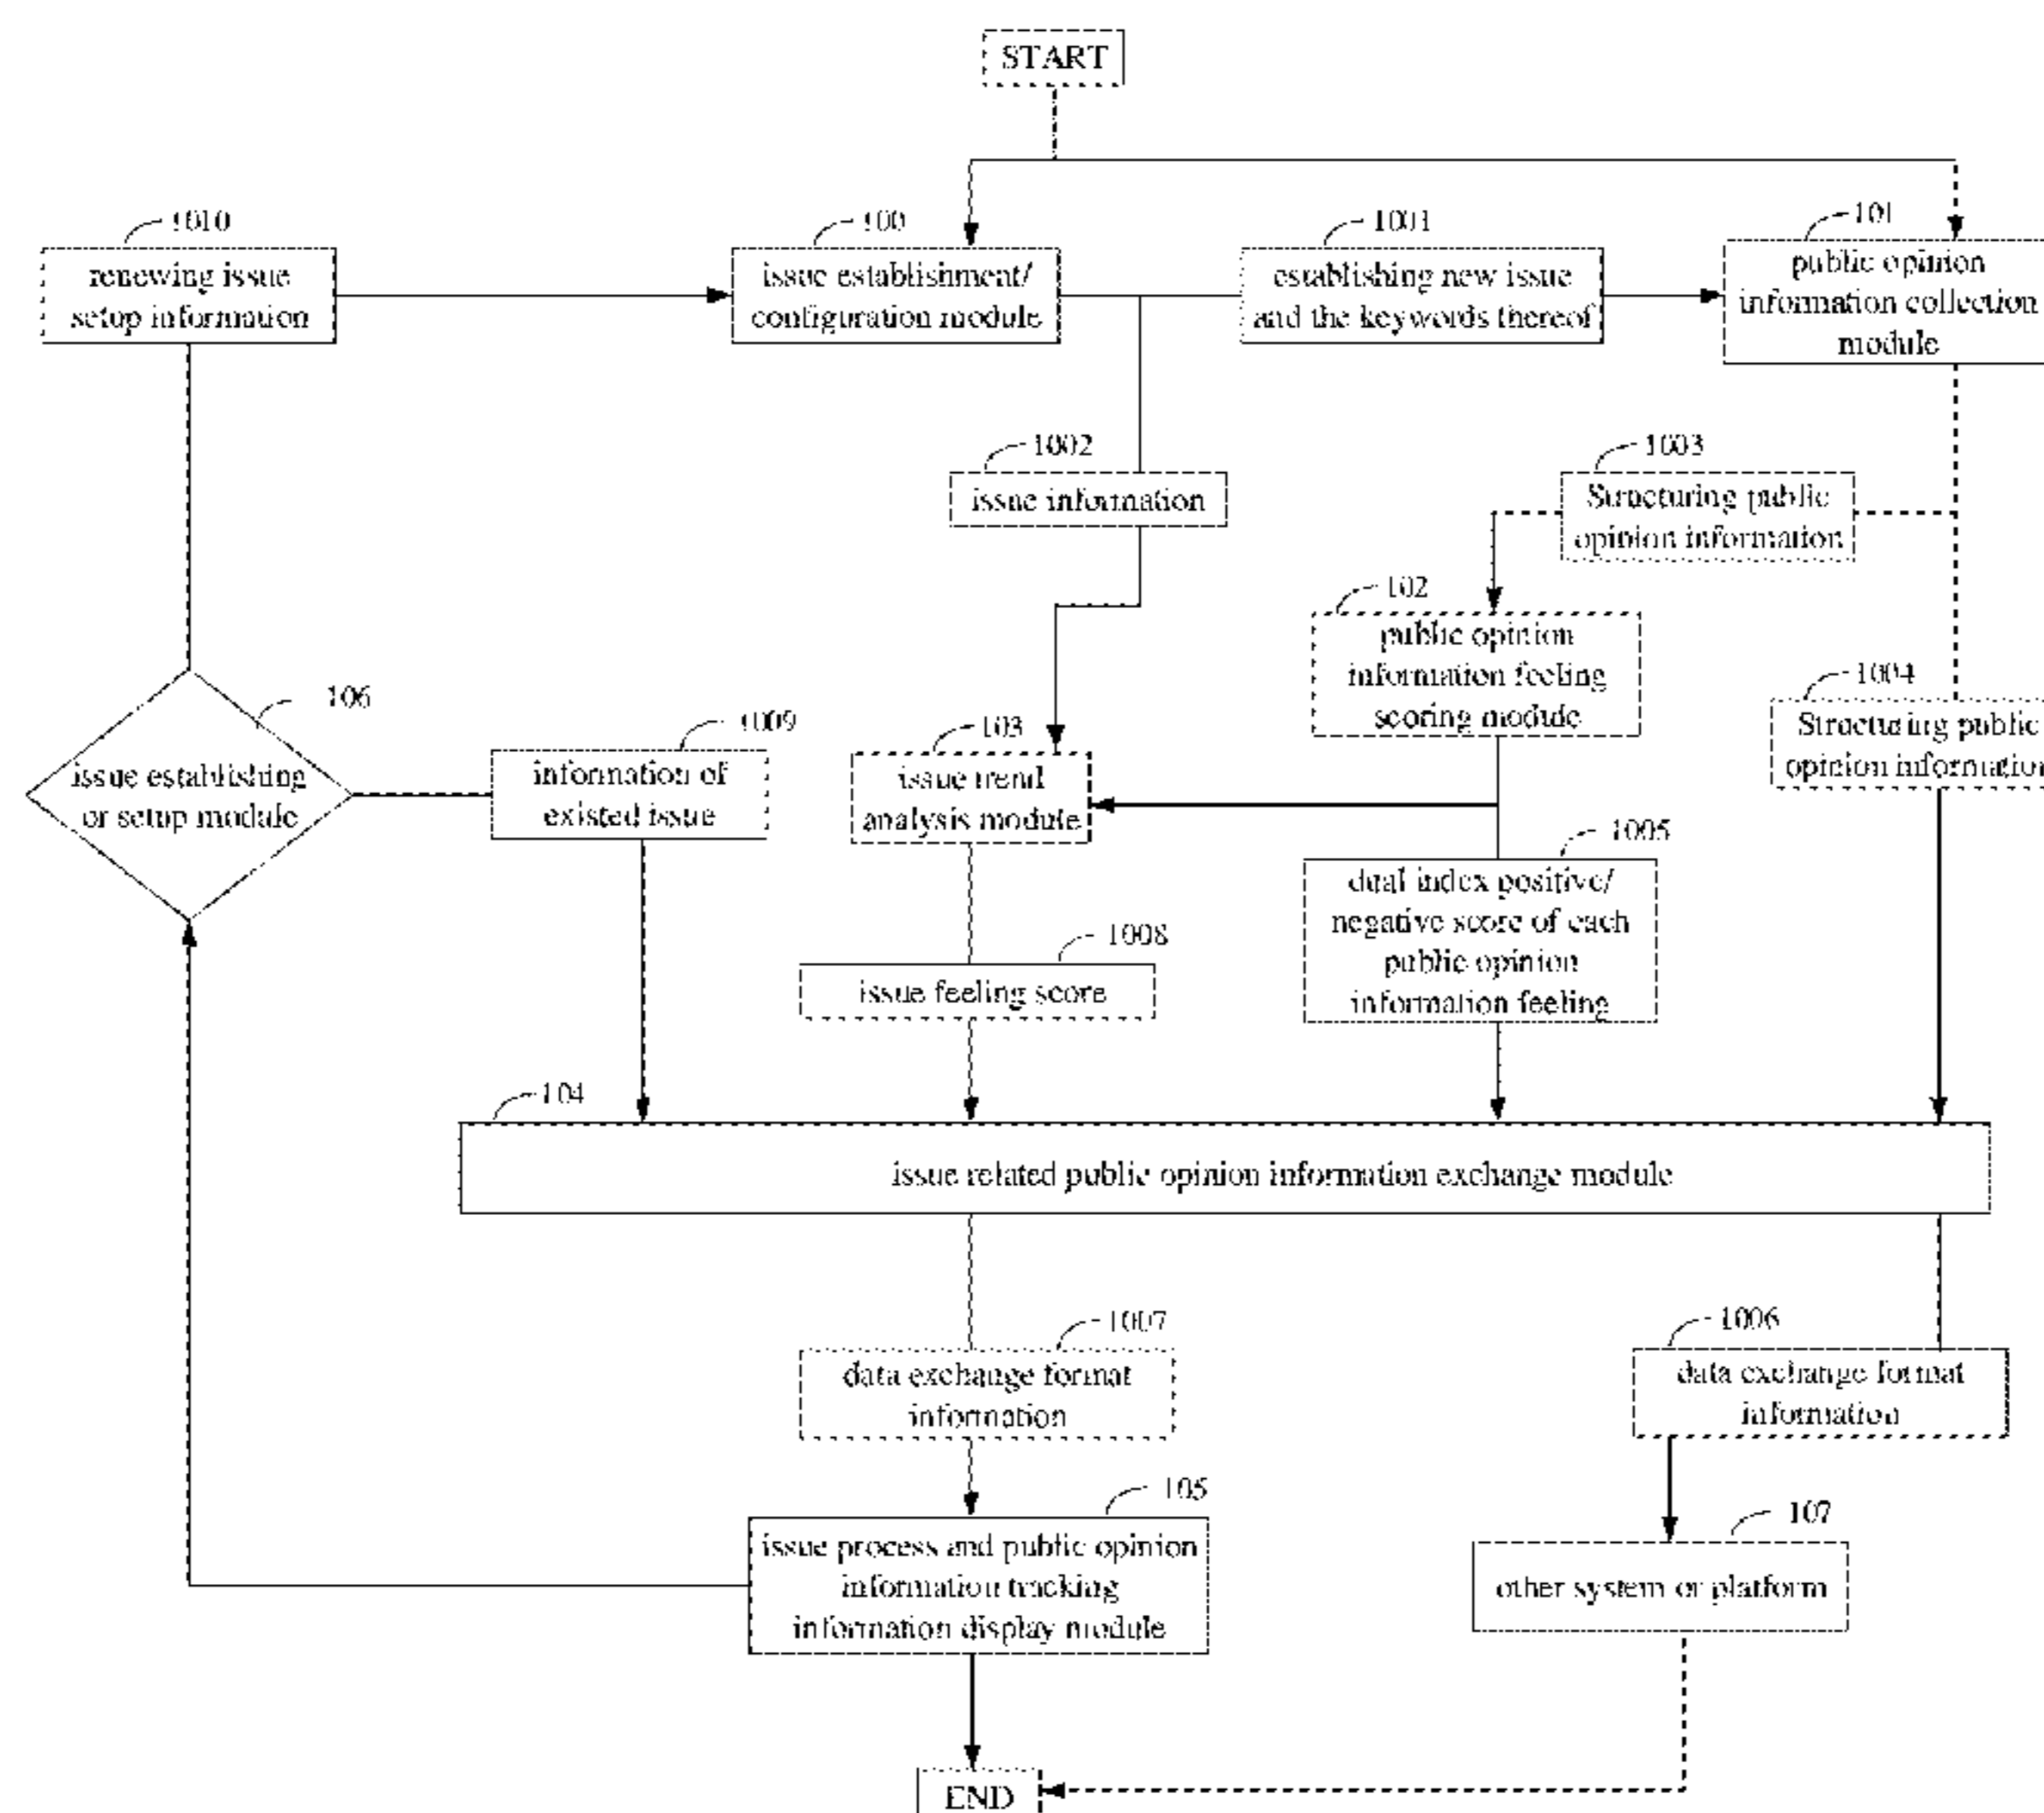 START
1010
renewing issue
setup information
100
issue establishment/
configuration module
1001
establishing new issue
and the keywords thereof
101
public opinion
information collection
module
1002
issue information
1003
Structuring public
opinion information
102
public opinion
information feeling
scoring module
1004
Structuring public
opinion information
106
issue establishing
or setup module
1009
information of
existed issue
103
issue trend
analysis module
1005
dual index positive/
negative score of each
public opinion
information feeling
1008
issue feeling score
104
issue related public opinion information exchange module
1007
data exchange format
information
1006
data exchange format
information
105
issue process and public opinion
information tracking
information display module
107
other system or platform
END